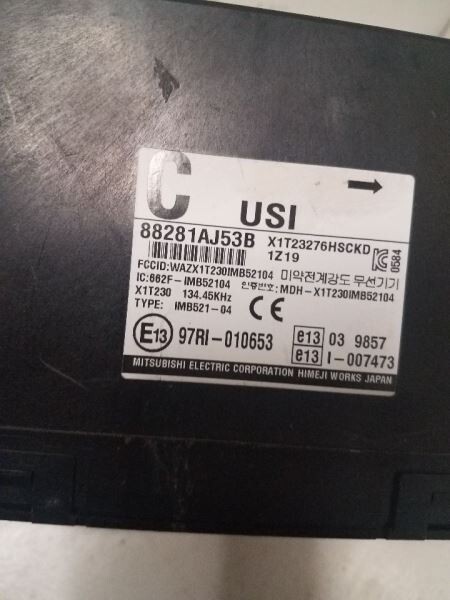 C
USI
88281AJ53B X1T23276HSCKD
1Z19
0584
FCCID:WAZX1T230IMB52104 미약전계강도 무선기기
IC:662F-IMB52104 인증번호: MDH-X1T230IMB52104
X1T230 134.45KHz
TYPE: IMB521-04 CE
E13 97RI-010653
e13 03 9857
e13 I-007473
MITSUBISHI ELECTRIC CORPORATION HIMEJI WORKS JAPAN